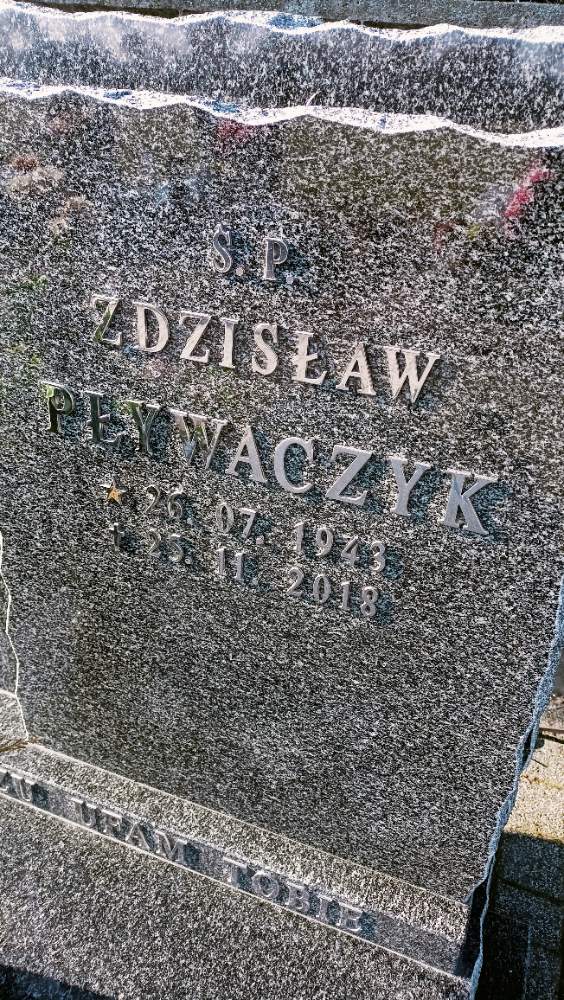 Ś. P.
ZDZISŁAW
PŁYWACZYK
★ 26. 07. 1943
✝ 25. 11. 2018
UFAM TOBIE